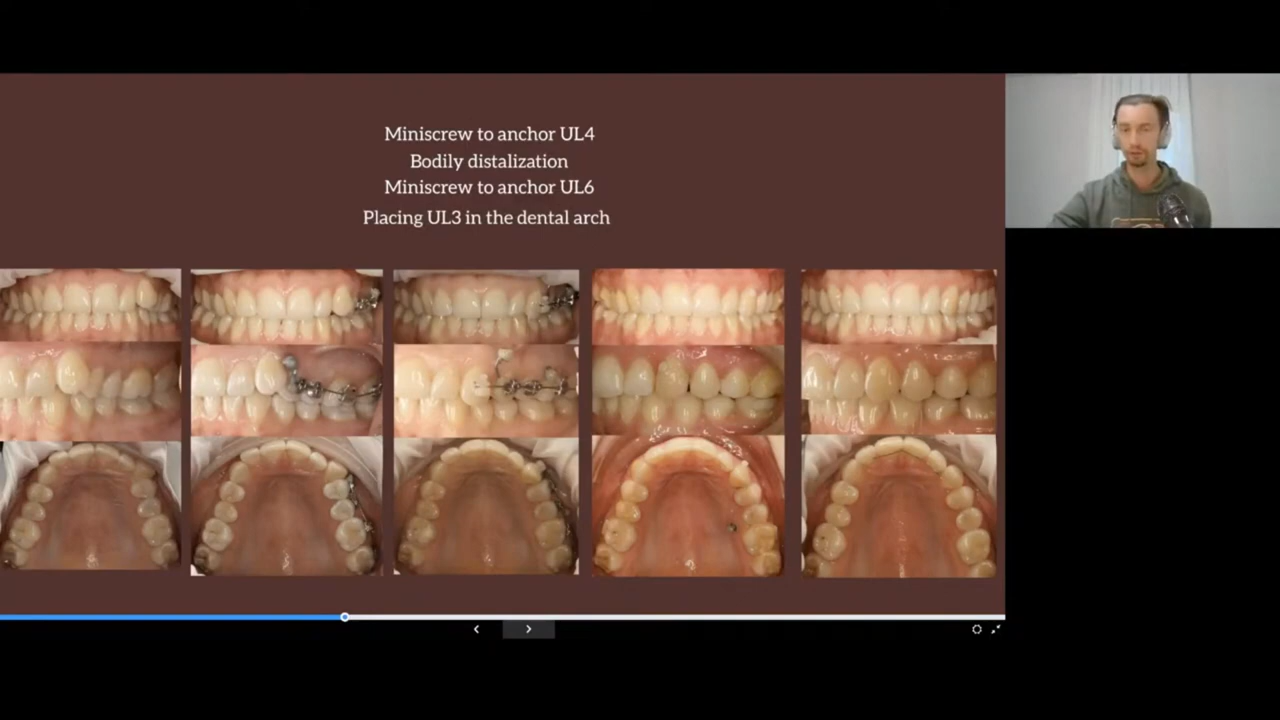 Miniscrew to anchor UL4
Bodily distalization
Miniscrew to anchor UL6
Placing UL3 in the dental arch